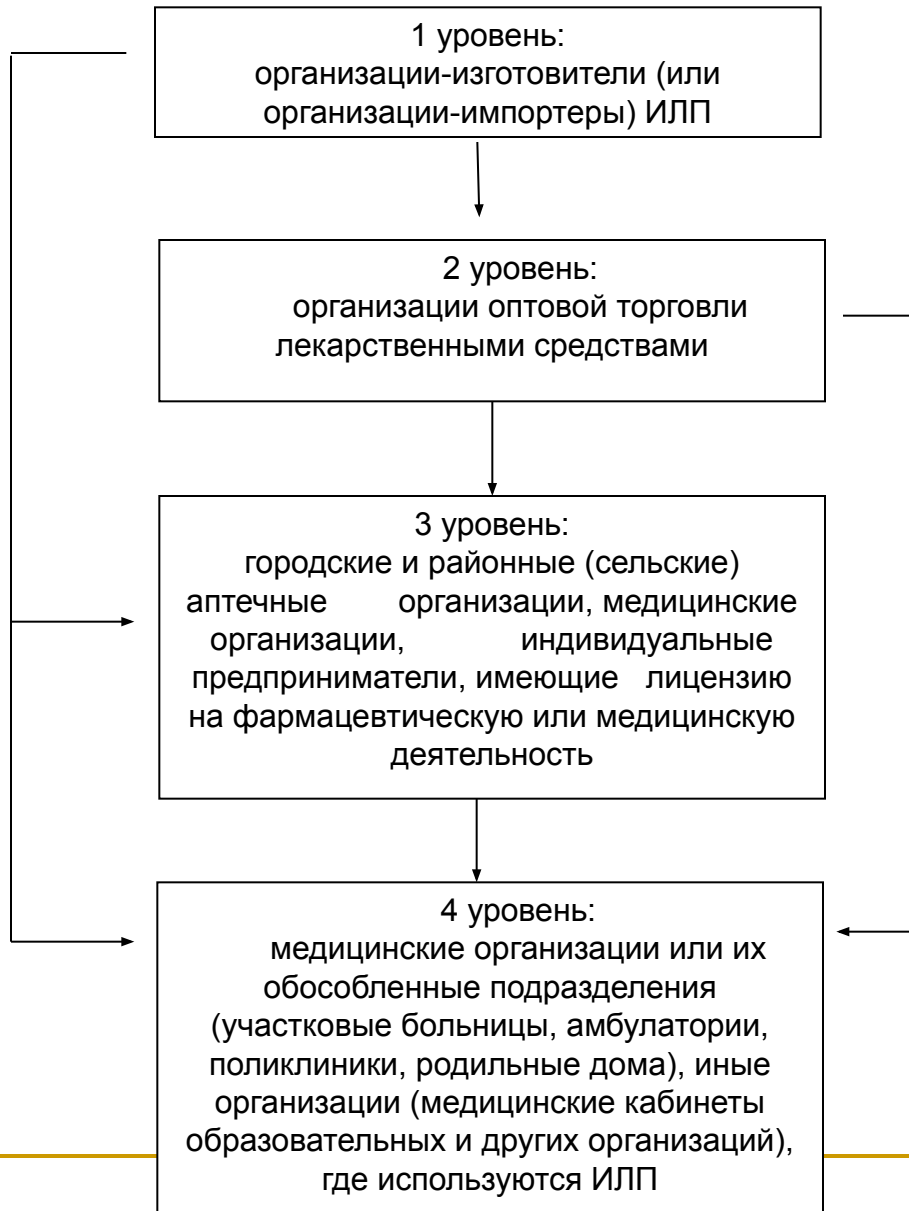 1 уровень:
организации-изготовители (или
организации-импортеры) ИЛП
2 уровень:
организации оптовой торговли
лекарственными средствами
3 уровень:
городские и районные (сельские)
аптечные организации, медицинские
организации, индивидуальные
предприниматели, имеющие лицензию
на фармацевтическую или медицинскую
деятельность
4 уровень:
медицинские организации или их
обособленные подразделения
(участковые больницы, амбулатории,
поликлиники, родильные дома), иные
организации (медицинские кабинеты
образовательных и других организаций),
где используются ИЛП